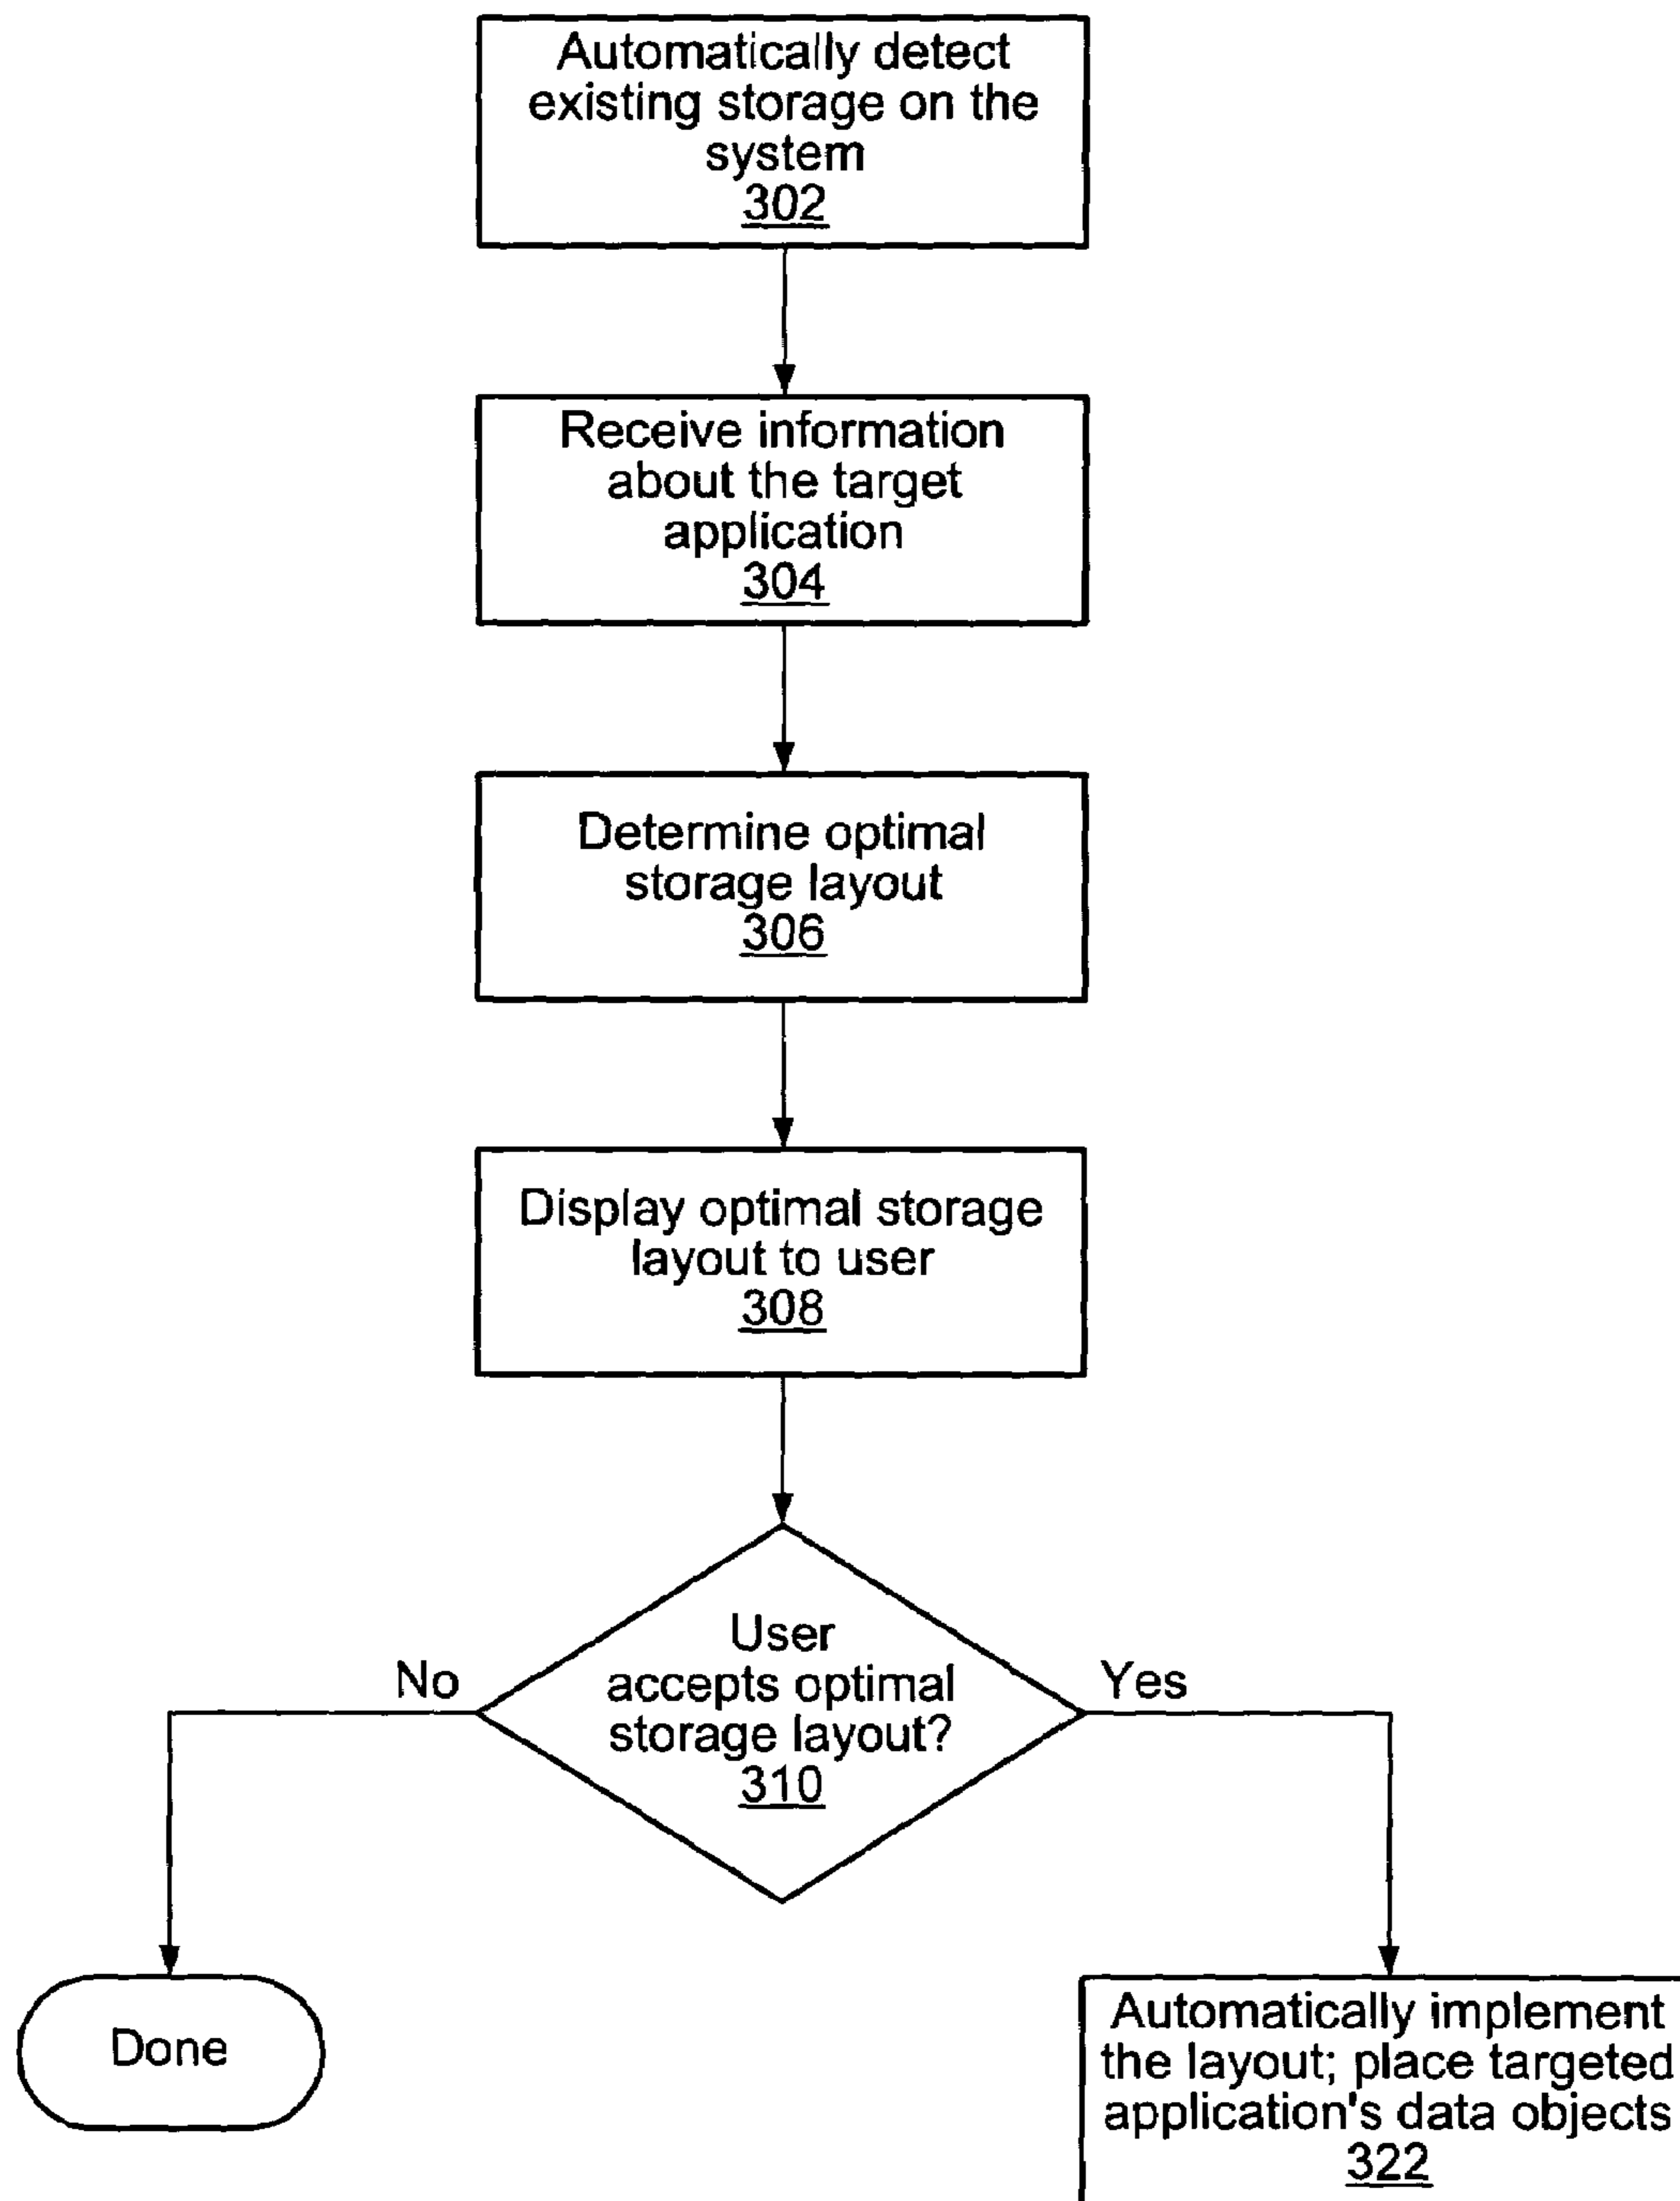 Automatically detect
existing storage on the
system
302
Receive information
about the target
application
304
Determine optimal
storage layout
306
Display optimal storage
layout to user
308
User
accepts optimal
storage layout?
310
No
Yes
Done
Automatically implement
the layout; place targeted
application's data objects
322